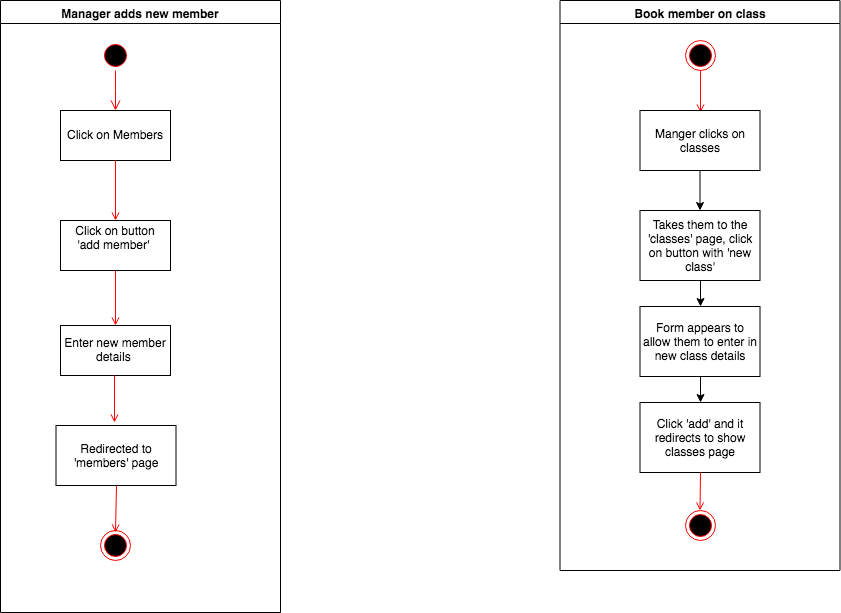 Manager adds new member
Click on Members
Click on button
'add member'
Enter new member
details
Redirected to
'members' page
Book member on class
Manger clicks on
classes
Takes them to the
'classes' page, click
on button with 'new
class'
Form appears to
allow them to enter in
new class details
Click 'add' and it
redirects to show
classes page